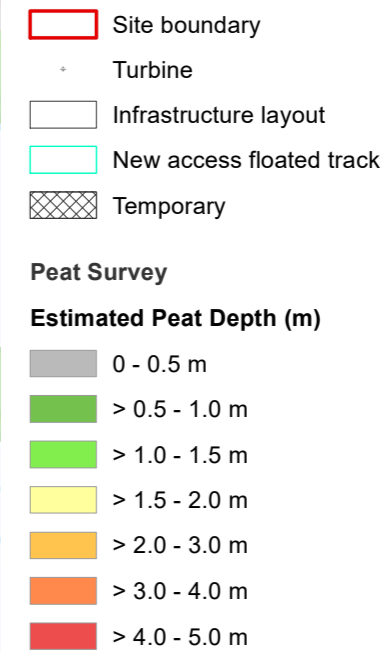 Site boundary
Turbine
Infrastructure layout
New access floated track
Temporary
Peat Survey
Estimated Peat Depth (m)
0 - 0.5 m
> 0.5 - 1.0 m
> 1.0 - 1.5 m
> 1.5 - 2.0 m
> 2.0 - 3.0 m
> 3.0 - 4.0 m
> 4.0 - 5.0 m